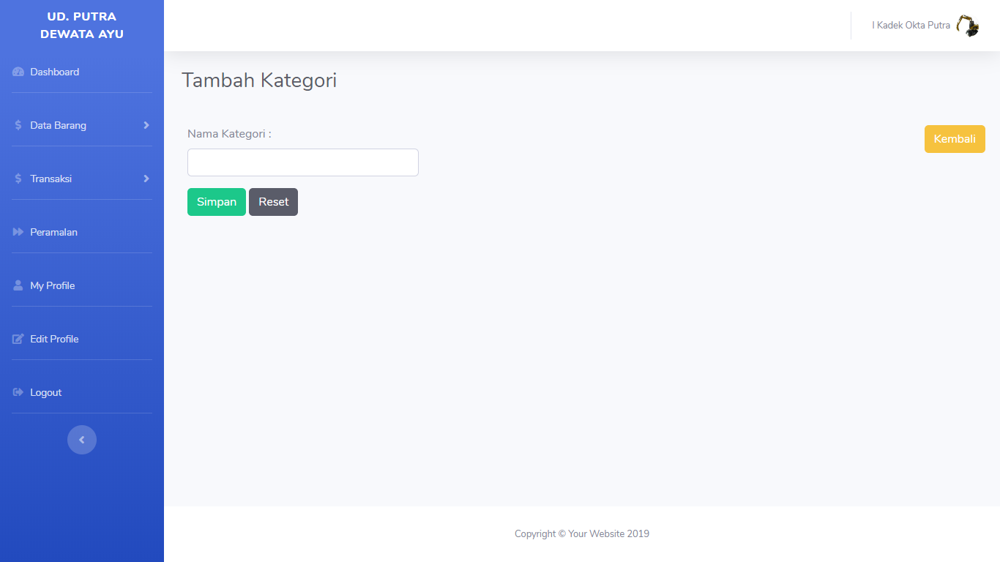 UD. PUTRA
DEWATA AYU
Dashboard
Data Barang
Transaksi
Peramalan
My Profile
Edit Profile
Logout
I Kadek Okta Putra
Tambah Kategori
Nama Kategori :
Kembali
Simpan Reset
Copyright © Your Website 2019